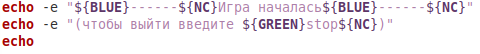 echo -e "${BLUE}------${NC}Игра началась${BLUE}------${NC}"
echo -e "(чтобы выйти введите ${GREEN}stop${NC})"
echo